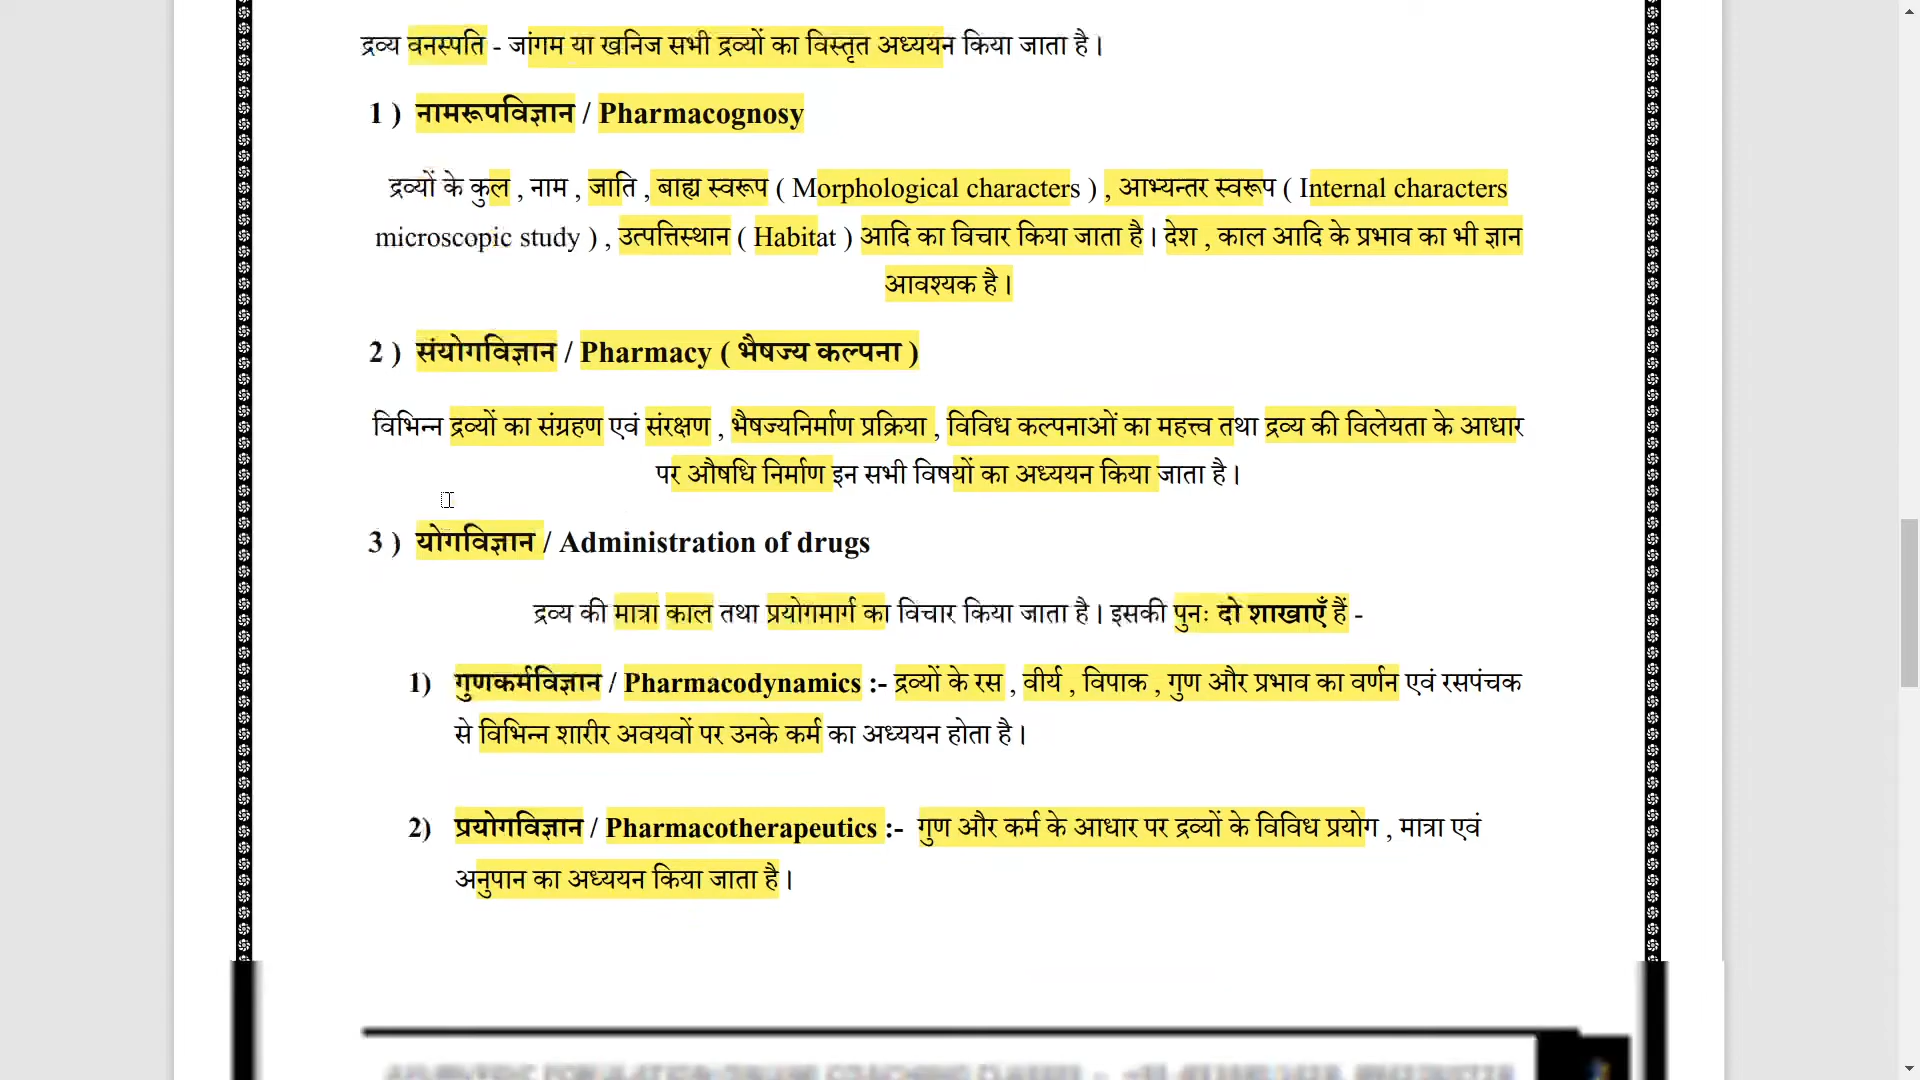 द्रव्य वनस्पति - जांगम या खनिज सभी द्रव्यों का विस्तृत अध्ययन किया जाता है।
1 ) नामरूपविज्ञान / Pharmacognosy
द्रव्यों के कुल , नाम , जाति , बाह्य स्वरूप ( Morphological characters ) , आभ्यन्तर स्वरूप ( Internal characters
microscopic study ) , उत्पत्तिस्थान ( Habitat ) आदि का विचार किया जाता है। देश , काल आदि के प्रभाव का भी ज्ञान
आवश्यक है।
2 ) संयोगविज्ञान / Pharmacy ( भैषज्य कल्पना )
विभिन्न द्रव्यों का संग्रहण एवं संरक्षण , भैषज्यनिर्माण प्रक्रिया , विविध कल्पनाओं का महत्त्व तथा द्रव्य की विलेयता के आधार
पर औषधि निर्माण इन सभी विषयों का अध्ययन किया जाता है।
3 ) योगविज्ञान / Administration of drugs
द्रव्य की मात्रा काल तथा प्रयोगमार्ग का विचार किया जाता है। इसकी पुनः दो शाखाएँ हैं -
1) गुणकर्मविज्ञान / Pharmacodynamics :- द्रव्यों के रस , वीर्य , विपाक , गुण और प्रभाव का वर्णन एवं रसपंचक
से विभिन्न शारीर अवयवों पर उनके कर्म का अध्ययन होता है।
2) प्रयोगविज्ञान / Pharmacotherapeutics :- गुण और कर्म के आधार पर द्रव्यों के विविध प्रयोग , मात्रा एवं
अनुपान का अध्ययन किया जाता है।